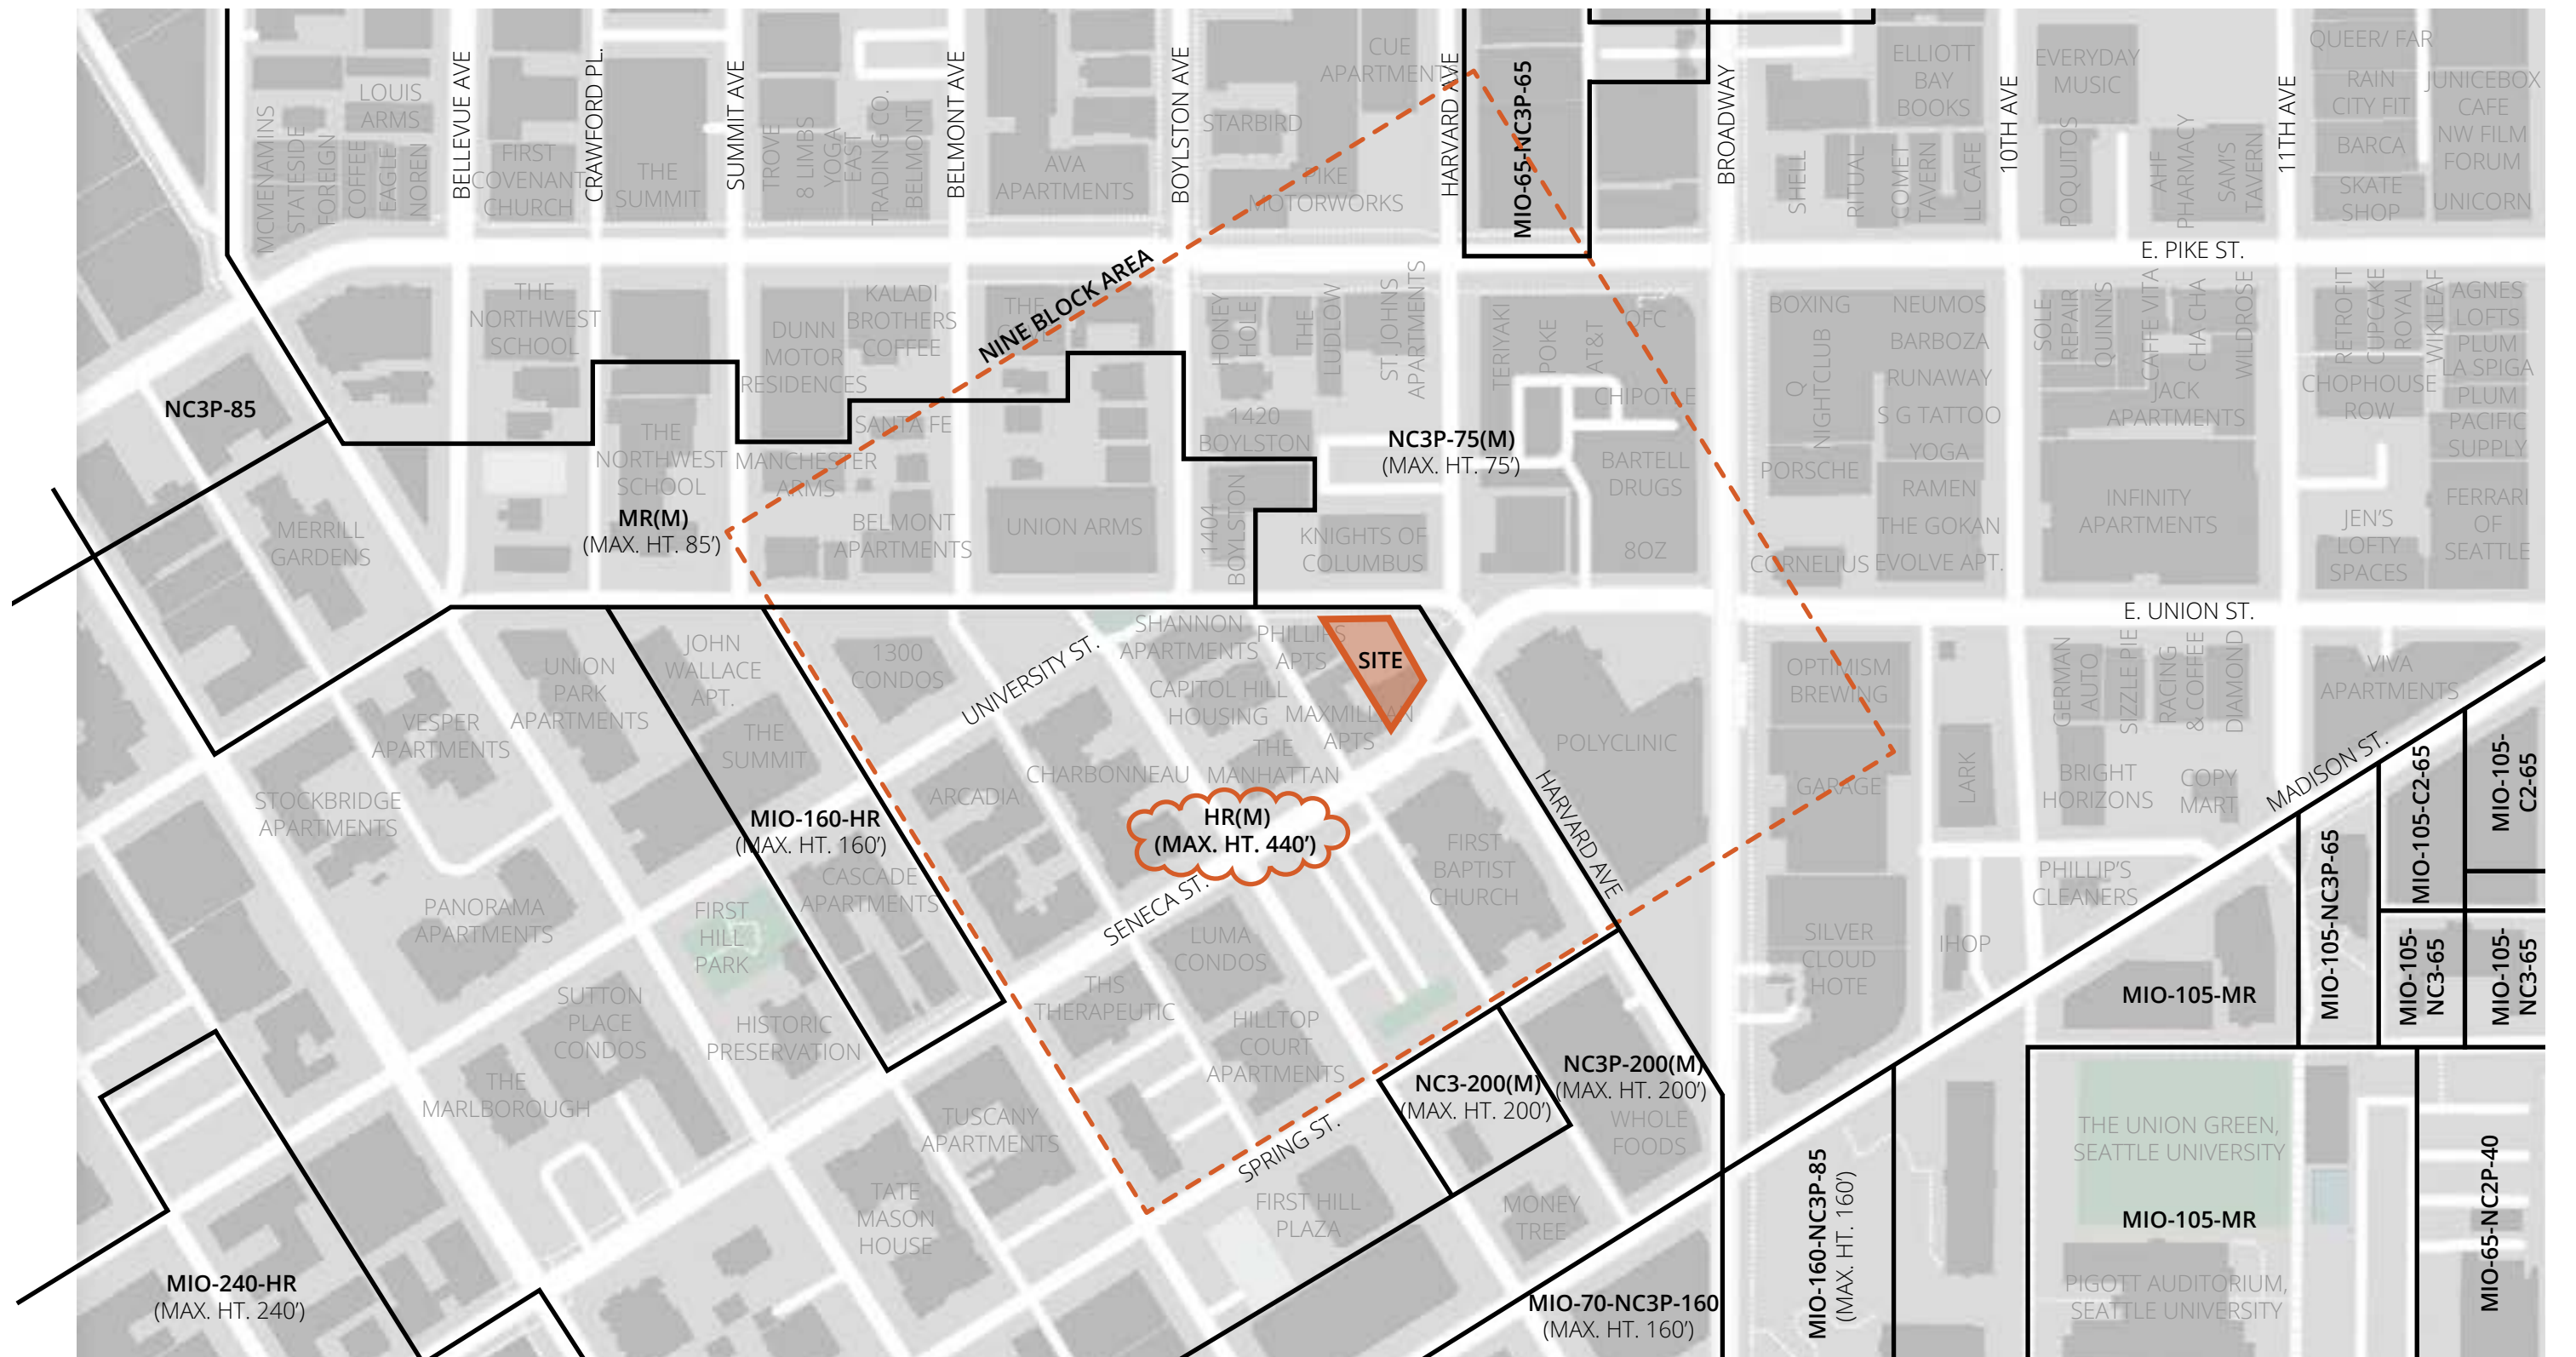 CUE
APARTMENTS
ELLIOTT
BAY
BOOKS
EVERYDAY
MUSIC
QUEER/ FAR
RAIN
CITY FIT
JUNICEBOX
CAFE
NW FILM
FORUM
UNICORN
BARCA
SKATE
SHOP
LOUIS
ARMS
MCMENAMINS
STATESIDE
FOREIGN
COFFEE
EAGLE
NOREN
BELLEVUE AVE
FIRST
COVENANT
CHURCH
CRAWFORD PL.
THE
SUMMIT
SUMMIT AVE
TROVE
8 LIMBS
YOGA
EAST
TRADING CO.
BELMONT
BELMONT AVE
AVA
APARTMENTS
BOYLSTON AVE
STARBIRD
PIKE
MOTORWORKS
HARVARD AVE
MIO-65-NC3P-65
BROADWAY
SHELL
RITUAL
COMET
TAVERN
LL CAFE
10TH AVE
POQUITOS
AHF
PHARMACY
SAM'S
TAVERN
11TH AVE
E. PIKE ST.
NINE BLOCK AREA
THE
NORTHWEST
SCHOOL
DUNN
MOTOR
RESIDENCES
KALADI
BROTHERS
COFFEE
THE
HONEY
HOLE
THE
LUDLOW
ST. JOHNS
APARTMENTS
TERIYAKI
POKE
AT&T
QFC
CHIPOTLE
BOXING
Q
NIGHTCLUB
NEUMOS
BARBOZA
RUNAWAY
S G TATTOO
YOGA
RAMEN
THE GOKAN
EVOLVE APT.
PORSCHE
CORNELIUS
SOLE
REPAIR
QUINN'S
CAFFE VITA
CHA CHA
WILDROSE
JACK
APARTMENTS
RETROFIT
CUPCAKE
ROYAL
WIKILEAF
AGNES
LOFTS
PLUM
LA SPIGA
PLUM
PACIFIC
SUPPLY
CHOPHOUSE
ROW
NC3P-85
SANTA FE
THE
NORTHWEST
SCHOOL
MANCHESTER
ARMS
1420
BOYLSTON
1404
BOYLSTON
NC3P-75(M)
(MAX. HT. 75')
BARTELL
DRUGS
8OZ
INFINITY
APARTMENTS
JEN'S
LOFTY
SPACES
FERRARI
OF
SEATTLE
MERRILL
GARDENS
MR(M)
(MAX. HT. 85')
BELMONT
APARTMENTS
UNION ARMS
KNIGHTS OF
COLUMBUS
E. UNION ST.
UNION
PARK
APARTMENTS
JOHN
WALLACE
APT.
1300
CONDOS
UNIVERSITY ST.
SHANNON
APARTMENTS
PHILLIPS
APTS
SITE
CAPITOL HILL
HOUSING
MAXMILLIAN
APTS
OPTIMISM
BREWING
GERMAN
AUTO
SIZZLE PIE
RACING
& COFFEE
DIAMOND
VIVA
APARTMENTS
VESPER
APARTMENTS
THE
SUMMIT
ARCADIA
CHARBONNEAU
THE
MANHATTAN
POLYCLINIC
GARAGE
LARK
BRIGHT
HORIZONS
COPY
MART
MADISON ST.
STOCKBRIDGE
APARTMENTS
MIO-160-HR
(MAX. HT. 160')
HR(M)
(MAX. HT. 440')
FIRST
BAPTIST
CHURCH
HARVARD AVE
PHILLIP'S
CLEANERS
MIO-105-NC3P-65
MIO-105-C2-65
MIO-105-
C2-65
CASCADE
APARTMENTS
SENECA ST.
PANORAMA
APARTMENTS
FIRST
HILL
PARK
LUMA
CONDOS
SILVER
CLOUD
HOTE
IHOP
MIO-105-
NC3-65
MIO-105-
NC3-65
MIO-105-MR
THS
THERAPEUTIC
SUTTON
PLACE
CONDOS
HISTORIC
PRESERVATION
HILLTOP
COURT
APARTMENTS
NC3-200(M)
(MAX. HT. 200')
NC3P-200(M)
(MAX. HT. 200')
WHOLE
FOODS
THE
MARLBOROUGH
TUSCANY
APARTMENTS
SPRING ST.
THE UNION GREEN,
SEATTLE UNIVERSITY
TATE
MASON
HOUSE
FIRST HILL
PLAZA
MONEY
TREE
MIO-160-NC3P-85
(MAX. HT. 160')
MIO-105-MR
MIO-65-NC2P-40
MIO-240-HR
(MAX. HT. 240')
MIO-70-NC3P-160
(MAX. HT. 160')
PIGOTT AUDITORIUM,
SEATTLE UNIVERSITY